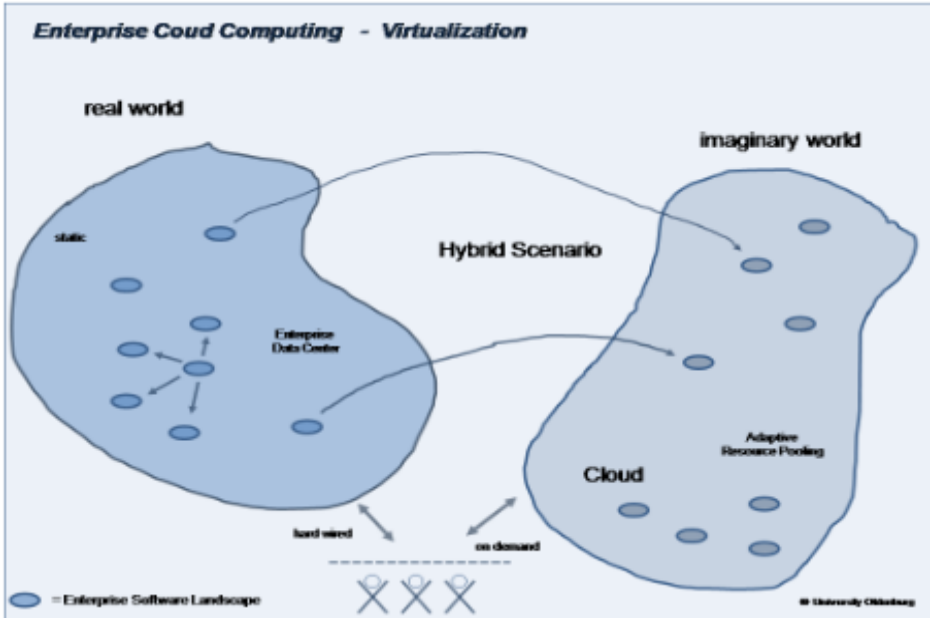 Enterprise Coud Computing - Virtualization
real world
imaginary world
static
Hybrid Scenario
Enterprise
Data Center
Adaptive
Resource Pooling
Cloud
hard wired
on demand
= Enterprise Software Landscape
© University Oldenburg